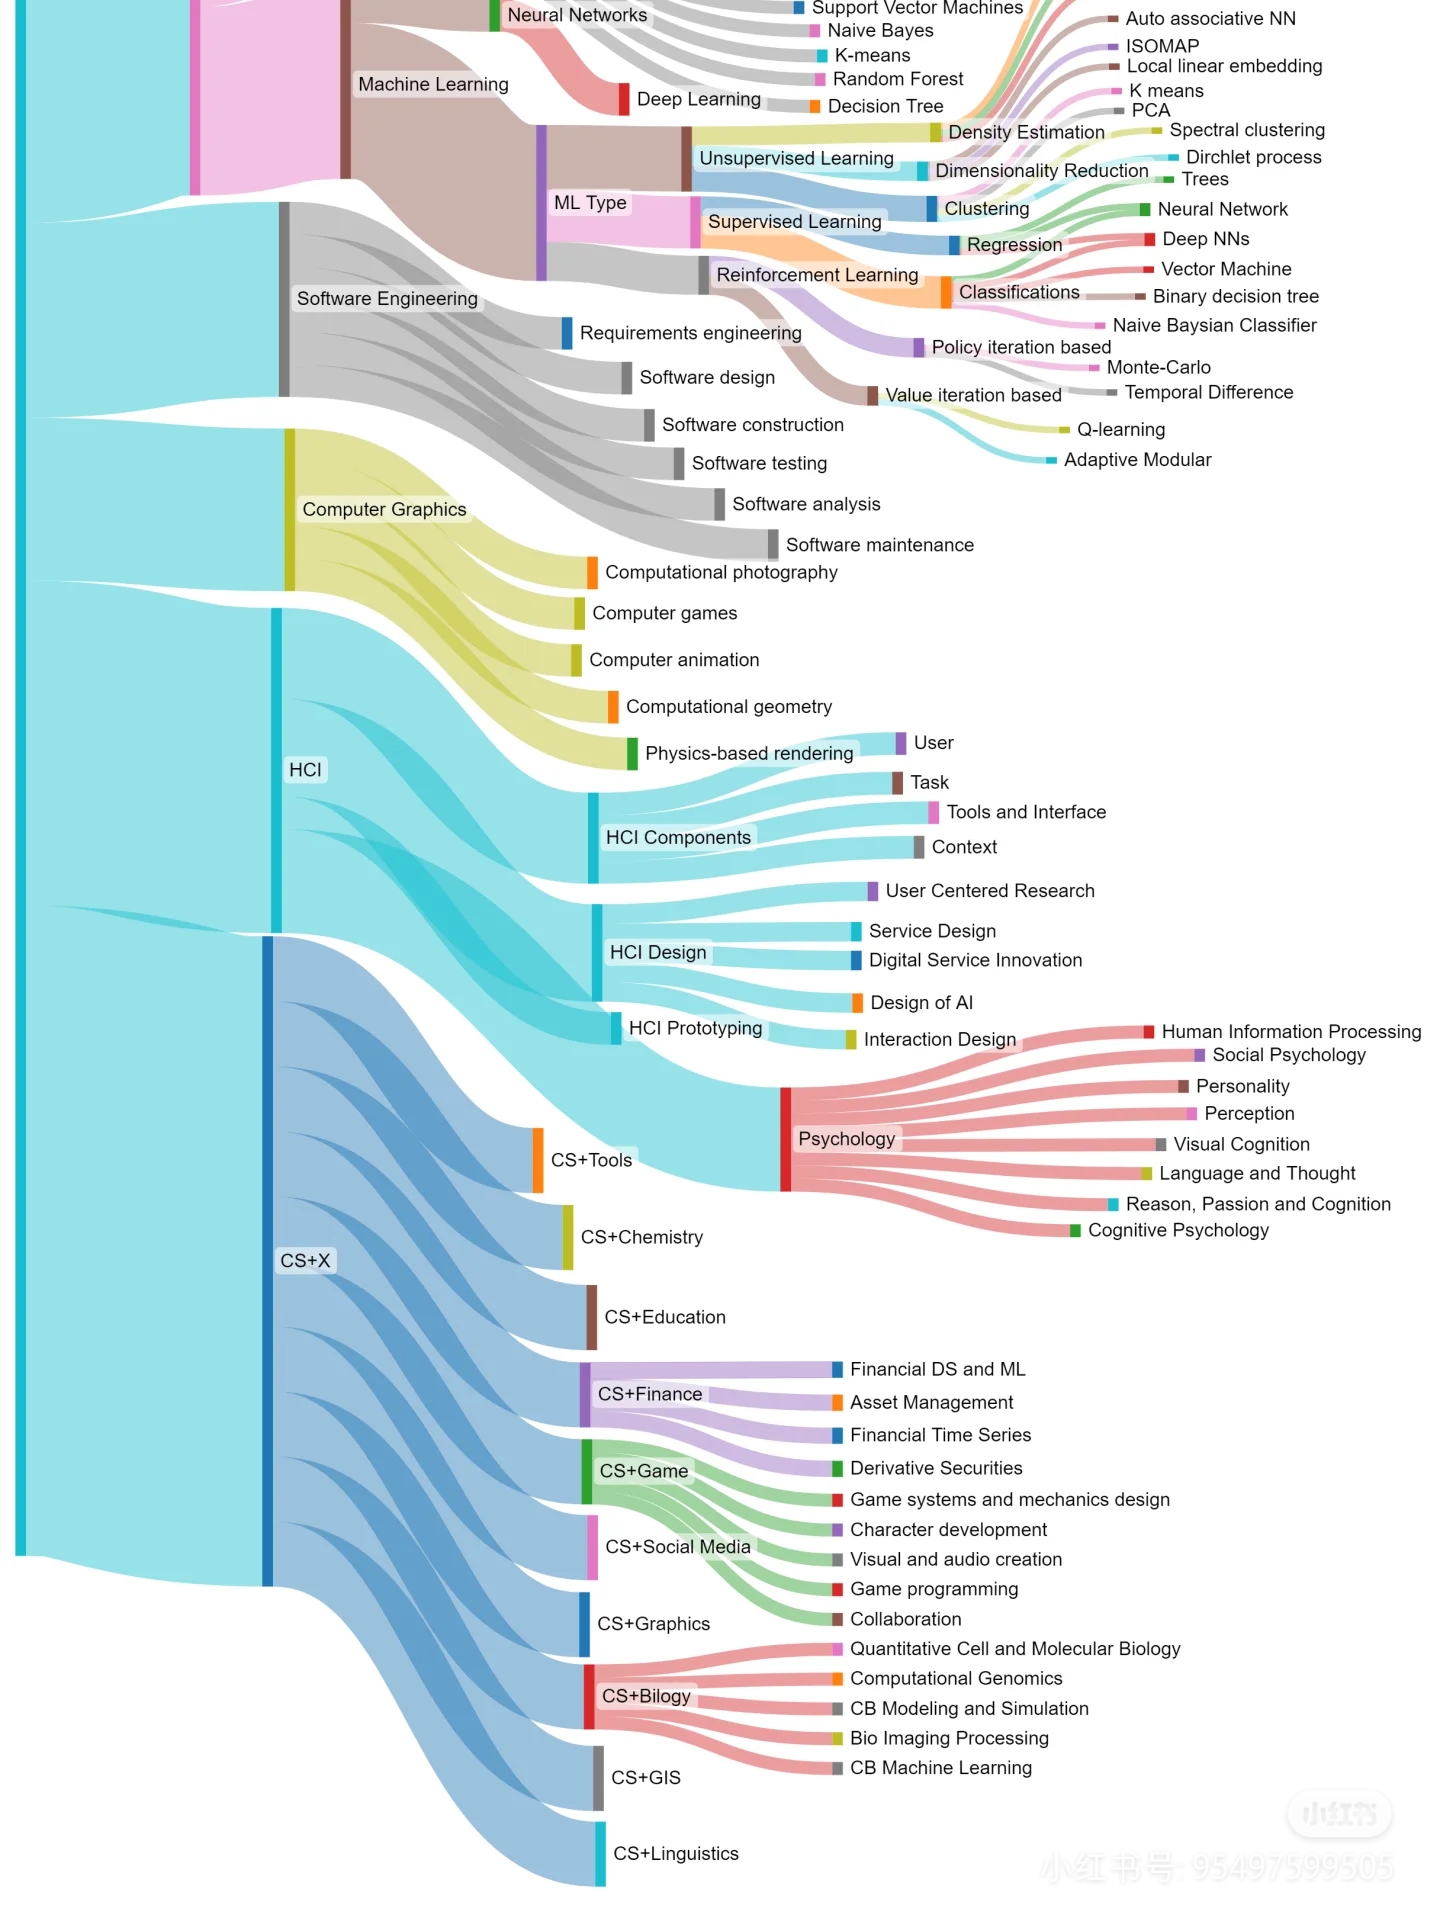 Support Vector Machines
Neural Networks
Auto associative NN
Naive Bayes
ISOMAP
K-means
Local linear embedding
Random Forest
Machine Learning
K means
Deep Learning
Decision Tree
PCA
Density Estimation
Spectral clustering
Unsupervised Learning
Dirchlet process
Dimensionality Reduction
Trees
ML Type
Clustering
Neural Network
Supervised Learning
Deep NNs
Regression
Vector Machine
Reinforcement Learning
Classifications
Binary decision tree
Software Engineering
Naive Baysian Classifier
Requirements engineering
Policy iteration based
Monte-Carlo
Software design
Value iteration based
Temporal Difference
Software construction
Q-learning
Software testing
Adaptive Modular
Software analysis
Computer Graphics
Software maintenance
Computational photography
Computer games
Computer animation
Computational geometry
User
Physics-based rendering
HCI
Task
Tools and Interface
HCI Components
Context
User Centered Research
Service Design
HCI Design
Digital Service Innovation
Design of AI
HCI Prototyping
Interaction Design
Human Information Processing
Social Psychology
Personality
Perception
Psychology
Visual Cognition
CS+Tools
Language and Thought
Reason, Passion and Cognition
CS+Chemistry
Cognitive Psychology
CS+X
CS+Education
Financial DS and ML
CS+Finance
Asset Management
Financial Time Series
CS+Game
Derivative Securities
Game systems and mechanics design
Character development
CS+Social Media
Visual and audio creation
Game programming
CS+Graphics
Collaboration
Quantitative Cell and Molecular Biology
Computational Genomics
CS+Bilogy
CB Modeling and Simulation
Bio Imaging Processing
CS+GIS
CB Machine Learning
小红书
CS+Linguistics
小红书号: 95497599505